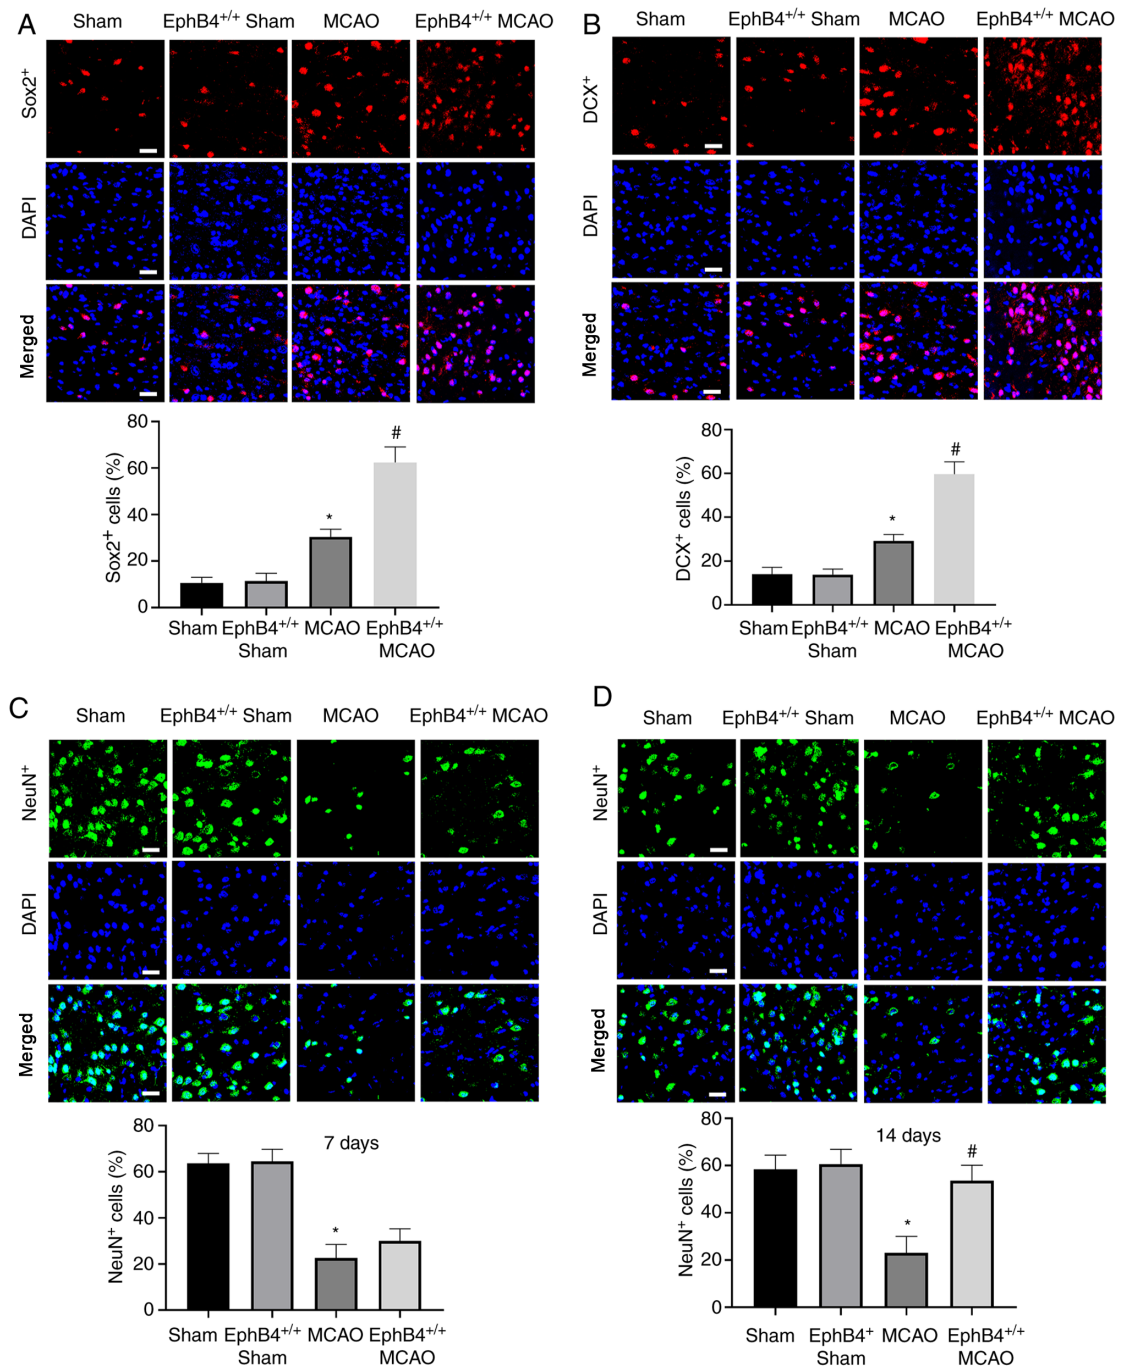 A
Sham EphB4+/+ Sham MCAO EphB4+/+ MCAO
Sox2+
DAPI
Merged
80
60
40
20
0
Sox2+ cells (%)
*
#
Sham EphB4+/+ MCAO EphB4+/+
Sham MCAO
B
Sham EphB4+/+ Sham MCAO EphB4+/+ MCAO
DCX+
DAPI
Merged
80
60
40
20
0
DCX+ cells (%)
*
#
Sham EphB4+/+ MCAO EphB4+/+
Sham MCAO
C
Sham EphB4+/+ Sham MCAO EphB4+/+ MCAO
NeuN+
DAPI
Merged
7 days
80
60
40
20
0
NeuN+ cells (%)
*
Sham EphB4+/+ MCAO EphB4+/+
Sham MCAO
D
Sham EphB4+/+ Sham MCAO EphB4+/+ MCAO
NeuN+
DAPI
Merged
14 days
80
60
40
20
0
NeuN+ cells (%)
*
#
Sham EphB4+ MCAO EphB4+/+
Sham MCAO